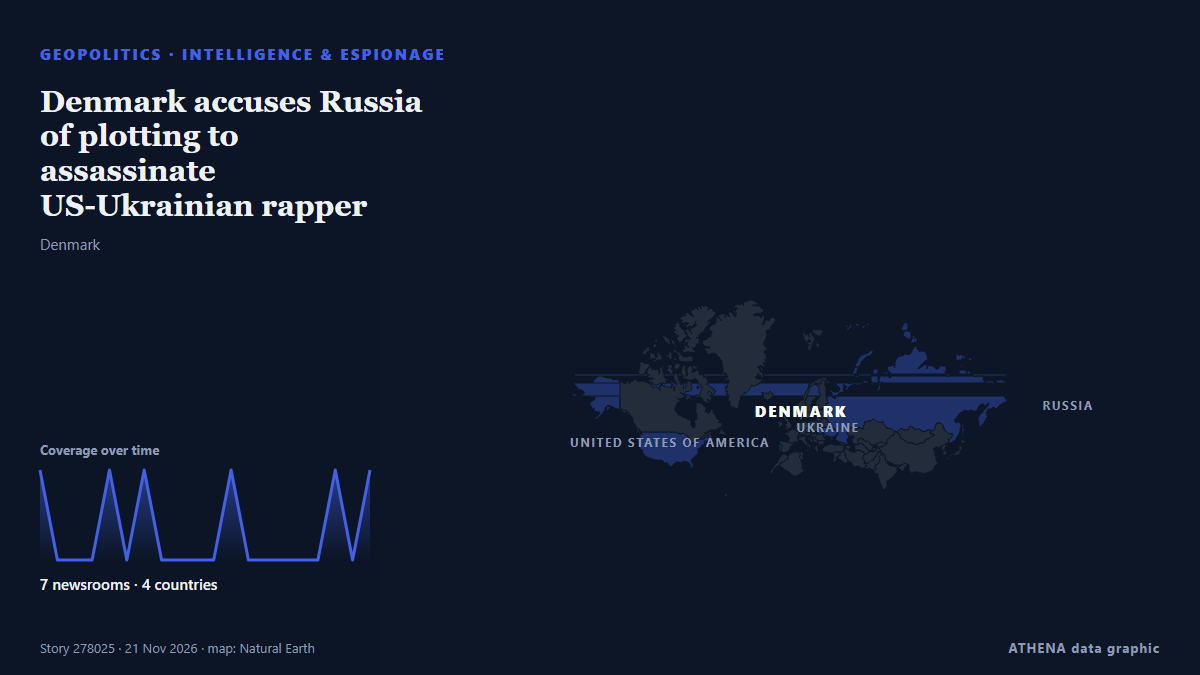 GEOPOLITICS · INTELLIGENCE & ESPIONAGE
Denmark accuses Russia
of plotting to
assassinate
US-Ukrainian rapper
Denmark
DENMARK
RUSSIA
UKRAINE
UNITED STATES OF AMERICA
Coverage over time
7 newsrooms · 4 countries
Story 278025 · 21 Nov 2026 · map: Natural Earth
ATHENA data graphic